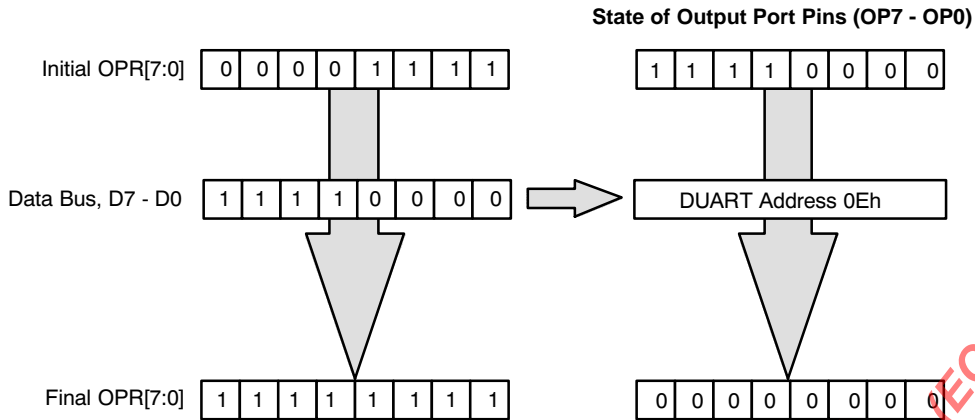 State of Output Port Pins (OP7 - OP0)
Initial OPR[7:0] 0 0 0 0 1 1 1 1 1 1 1 1 0 0 0 0
Data Bus, D7 - D0 1 1 1 1 0 0 0 0 DUART Address 0Eh
Final OPR[7:0] 1 1 1 1 1 1 1 1 0 0 0 0 0 0 0 0